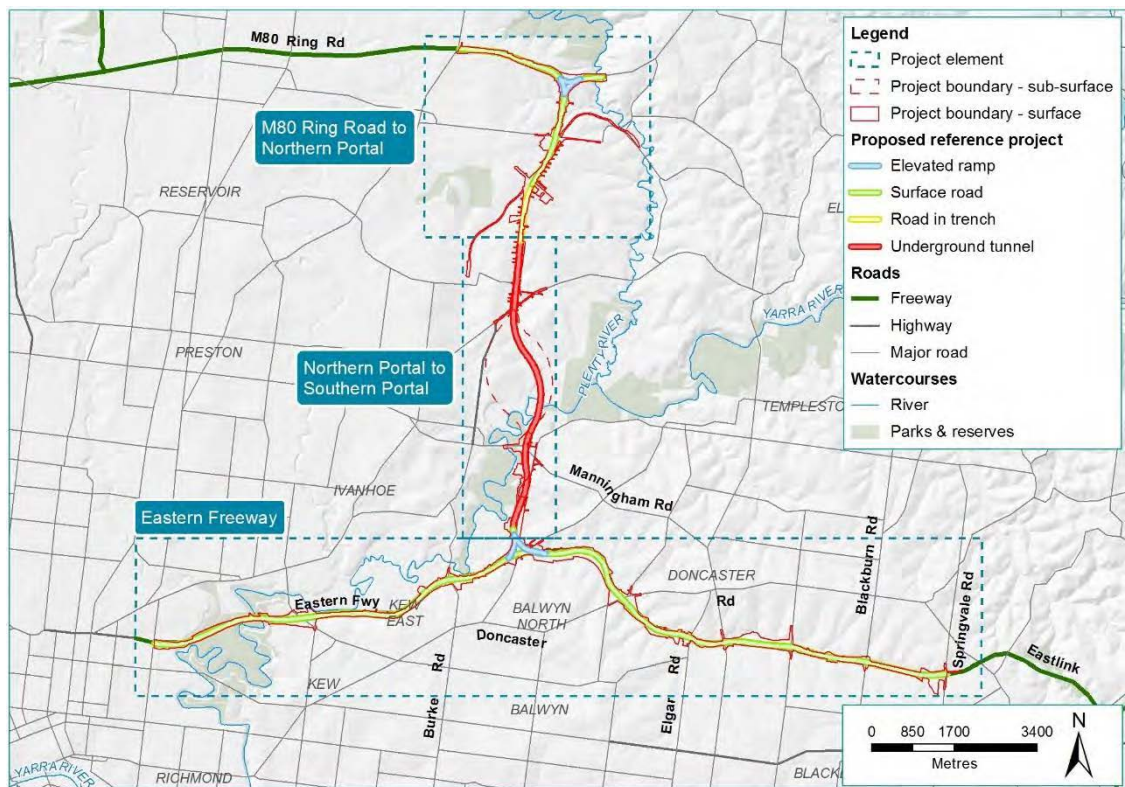 M80 Ring Rd
M80 Ring Road to
Northern Portal
RESERVOIR
PRESTON
Northern Portal to
Southern Portal
PLENTY RIVER
YARRA RIVER
IVANHOE
Manningham Rd
Eastern Freeway
Eastern Fwy
KEW
EAST
BALWYN
NORTH
DONCASTER
Doncaster
Rd
Burke
Rd
Elgar
Rd
Blackburn Rd
Springvale Rd
Eastlink
KEW
BALWYN
RICHMOND
YARRA RIVER
Legend
Project element
Project boundary - sub-surface
Project boundary - surface
Proposed reference project
Elevated ramp
Surface road
Road in trench
Underground tunnel
Roads
Freeway
Highway
Major road
Watercourses
River
Parks & reserves
0 850 1700 3400
Metres
N